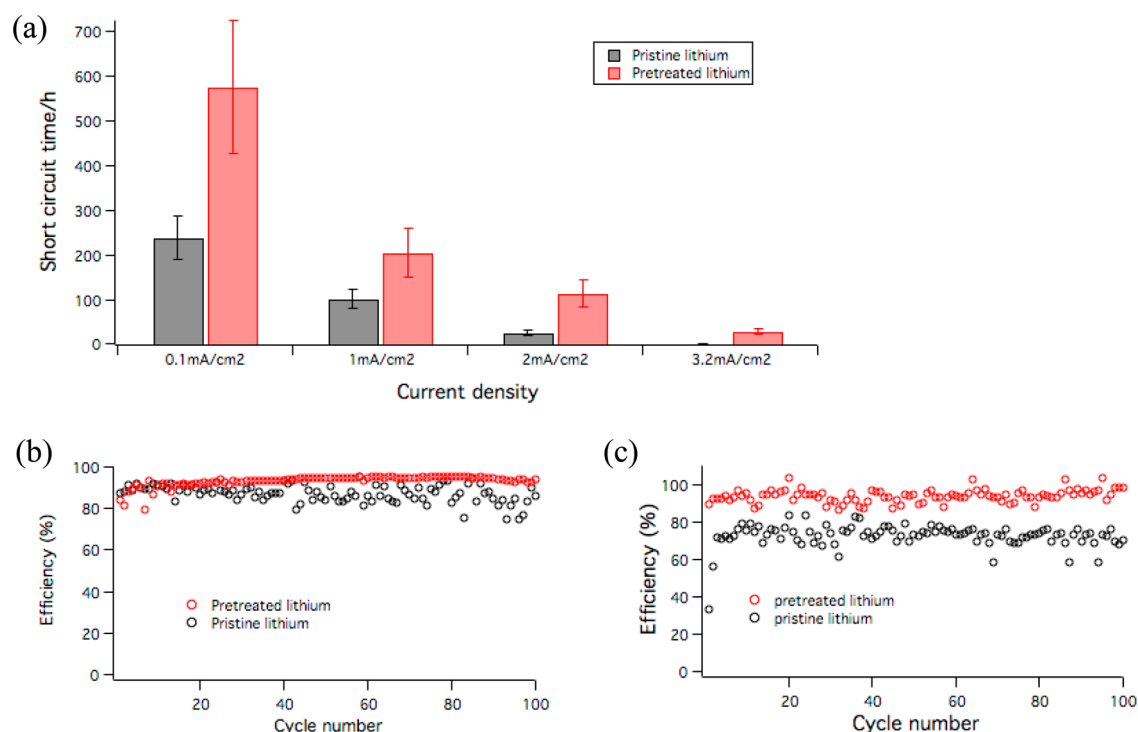 (a)
700
600
500
400
300
200
100
0
Short circuit time/h
Pristine lithium
Pretreated lithium
0.1mA/cm2 1mA/cm2 2mA/cm2 3.2mA/cm2
Current density
(b)
100
80
60
40
20
0
Efficiency (%)
Pretreated lithium
Pristine lithium
20 40 60 80 100
Cycle number
(c)
100
80
60
40
20
0
Efficiency (%)
pretreated lithium
pristine lithium
20 40 60 80 100
Cycle number